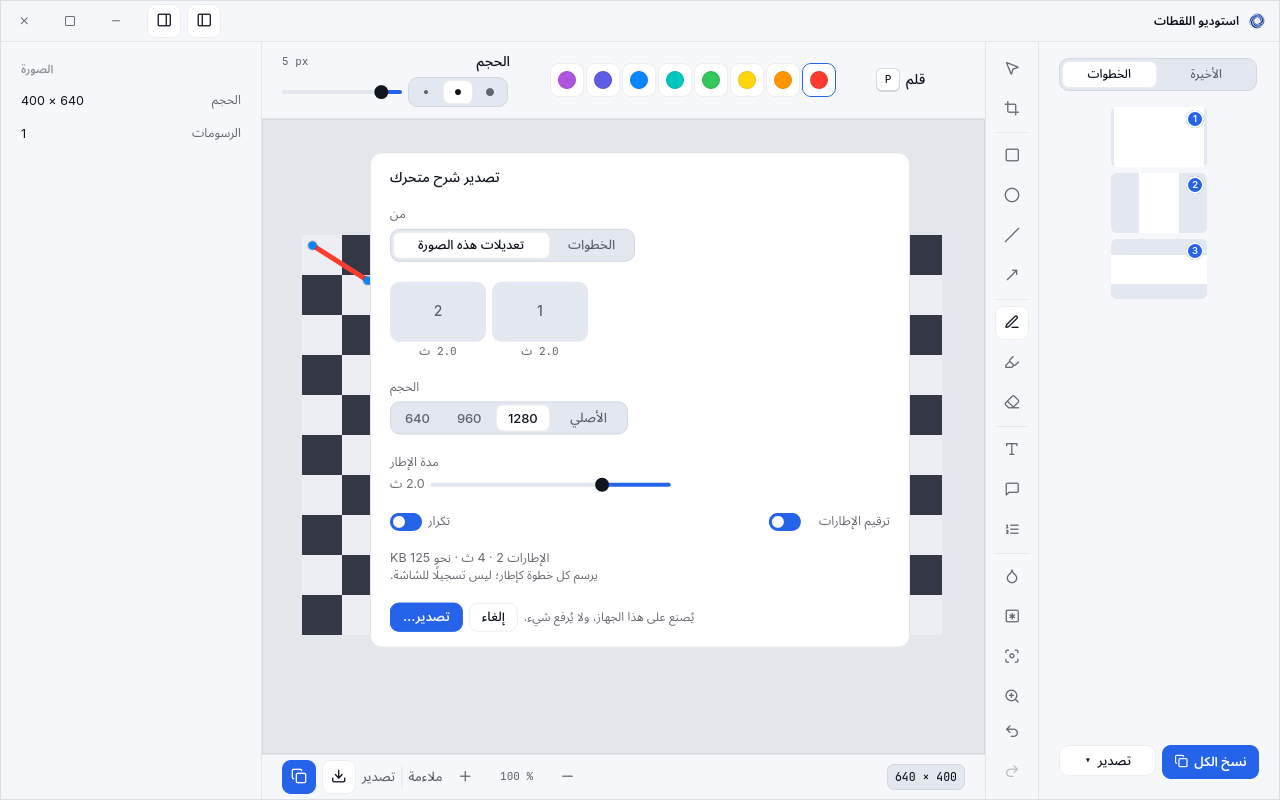 استوديو اللقطات
الأخيرة
الخطوات
1
2
3
نسخ الكل
تصدير
قلم P
الحجم
5 px
الصورة
الحجم
640 × 400
الرسومات
1
تصدير شرح متحرك
من
الخطوات
تعديلات هذه الصورة
1
2
2.0 ث
2.0 ث
الحجم
الأصلي
1280
960
640
مدة الإطار
2.0 ث
ترقيم الإطارات
تكرار
الإطارات 2 · 4 ث · نحو 125 KB
يرسم كل خطوة كإطار؛ ليس تسجيلًا للشاشة.
يُصنع على هذا الجهاز، ولا يُرفع شيء.
إلغاء
تصدير...
640 × 400
100 %
ملاءمة
تصدير